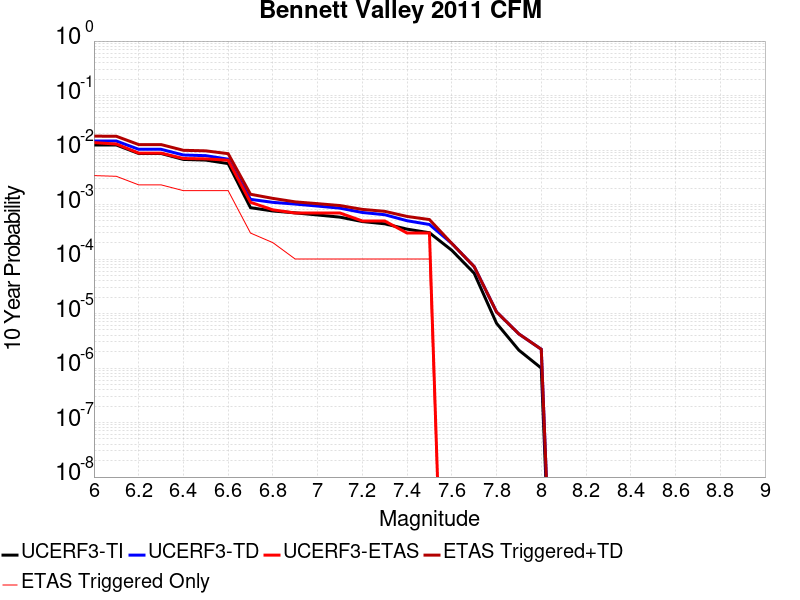 Bennett Valley 2011 CFM
10 Year Probability
10^0
10^-1
10^-2
10^-3
10^-4
10^-5
10^-6
10^-7
10^-8
6 6.2 6.4 6.6 6.8 7 7.2 7.4 7.6 7.8 8 8.2 8.4 8.6 8.8 9
Magnitude
UCERF3-TI UCERF3-TD UCERF3-ETAS ETAS Triggered+TD
ETAS Triggered Only